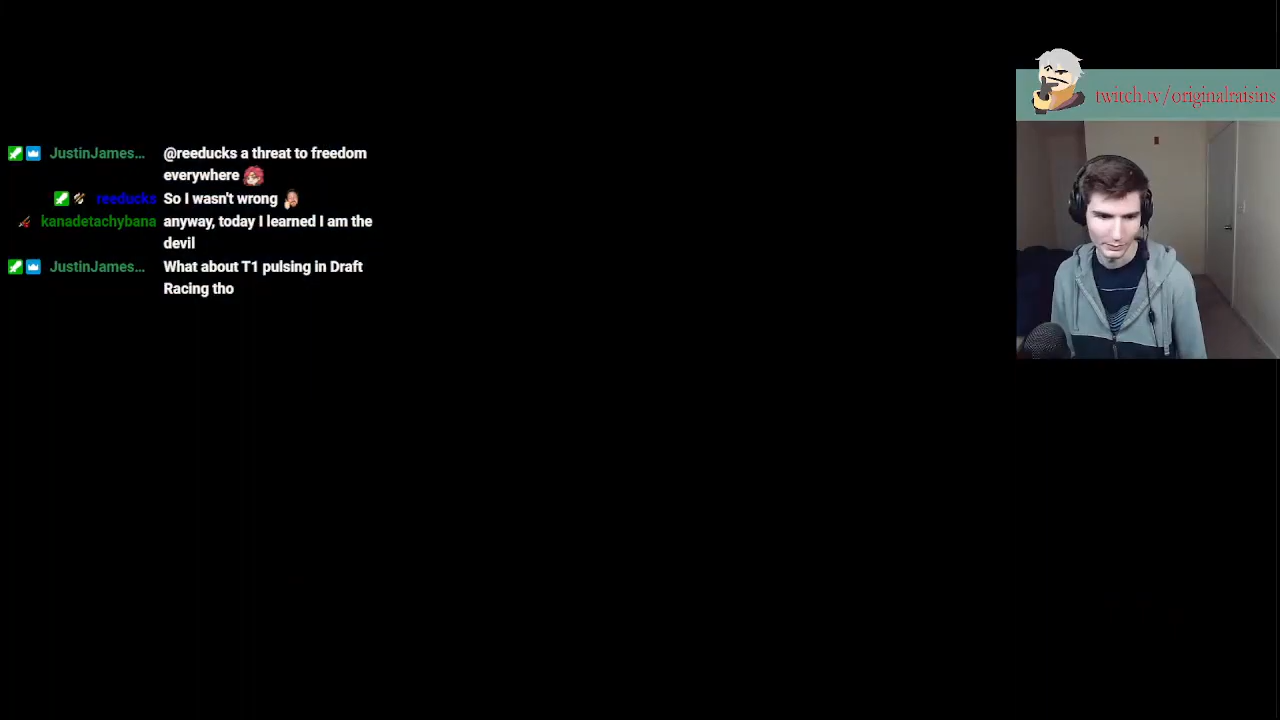 twitch.tv/originalraisins
JustinJames... @reeducks a threat to freedom
everywhere
reeducks So I wasn't wrong
kanadetachybana anyway, today I learned I am the
devil
JustinJames... What about T1 pulsing in Draft
Racing tho